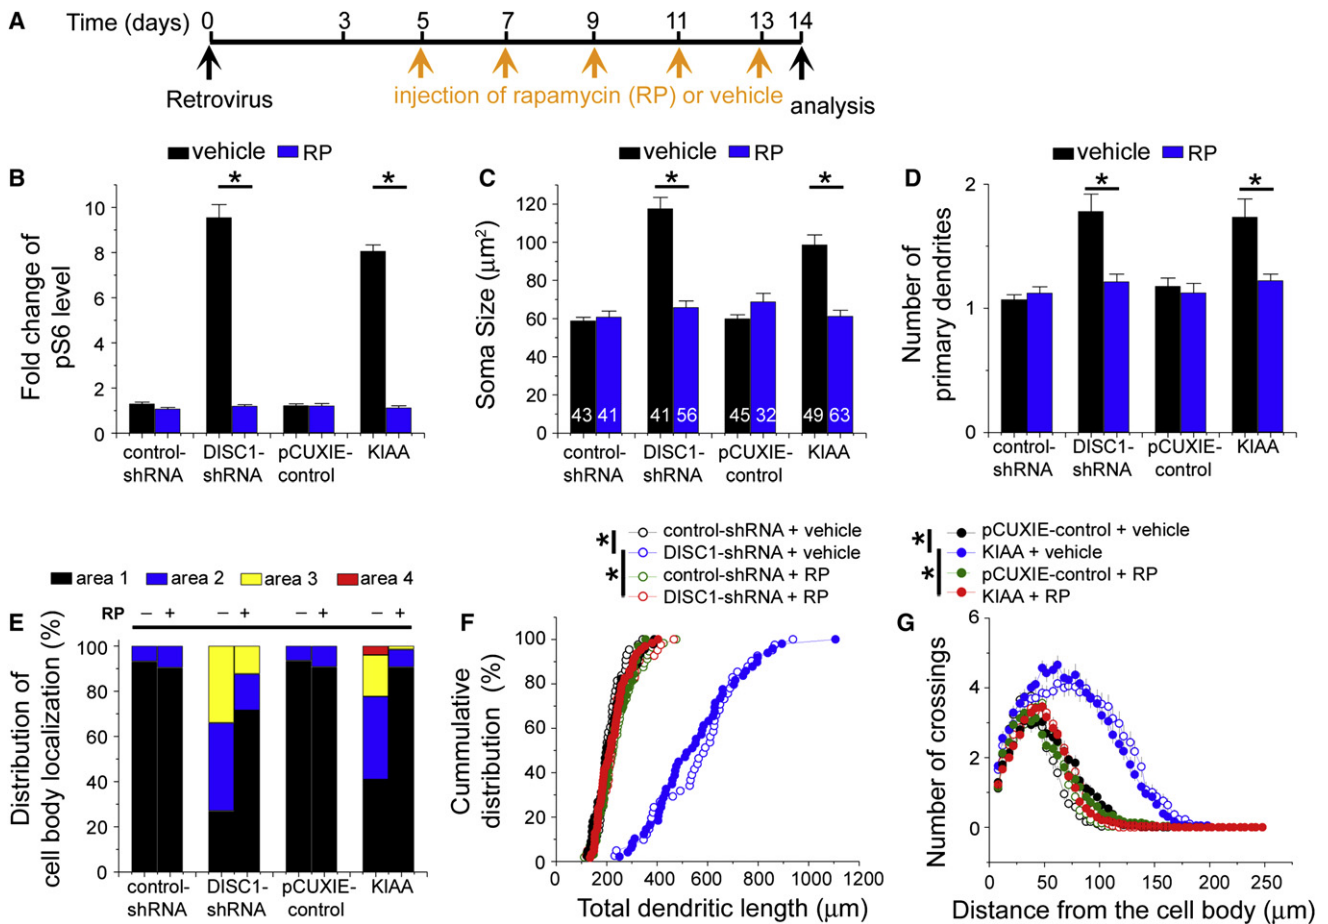 A
Time (days) 0 3 5 7 9 11 13 14
Retrovirus
injection of rapamycin (RP) or vehicle
analysis
B
vehicle RP
* *
Fold change of
pS6 level
10
8
6
4
2
0
control-
shRNA
DISC1-
shRNA
pCUXIE-
control
KIAA
C
vehicle RP
* *
Soma Size (μm²)
120
100
80
60
40
20
0
43 41 41 56 45 32 49 63
control-
shRNA
DISC1-
shRNA
pCUXIE-
control
KIAA
D
vehicle RP
* *
Number of
primary dendrites
2
1
0
control-
shRNA
DISC1-
shRNA
pCUXIE-
control
KIAA
E
area 1 area 2 area 3 area 4
RP – + – + – + – +
Distribution of
cell body localization (%)
100
80
60
40
20
0
control-
shRNA
DISC1-
shRNA
pCUXIE-
control
KIAA
F
* control-shRNA + vehicle
DISC1-shRNA + vehicle
* control-shRNA + RP
DISC1-shRNA + RP
Cummulative
distribution (%)
100
80
60
40
20
0
0 200 400 600 800 1000
Total dendritic length (μm)
G
* pCUXIE-control + vehicle
KIAA + vehicle
* pCUXIE-control + RP
KIAA + RP
Number of crossings
6
4
2
0
0 50 100 150 200 250
Distance from the cell body (μm)